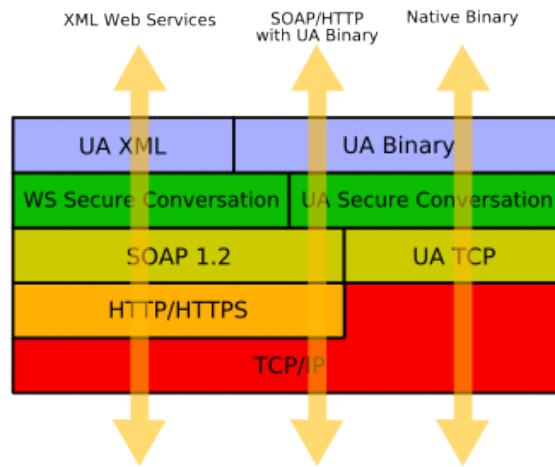 XML Web Services
SOAP/HTTP
with UA Binary
Native Binary
UA XML
UA Binary
WS Secure Conversation
UA Secure Conversation
SOAP 1.2
UA TCP
HTTP/HTTPS
TCP/IP